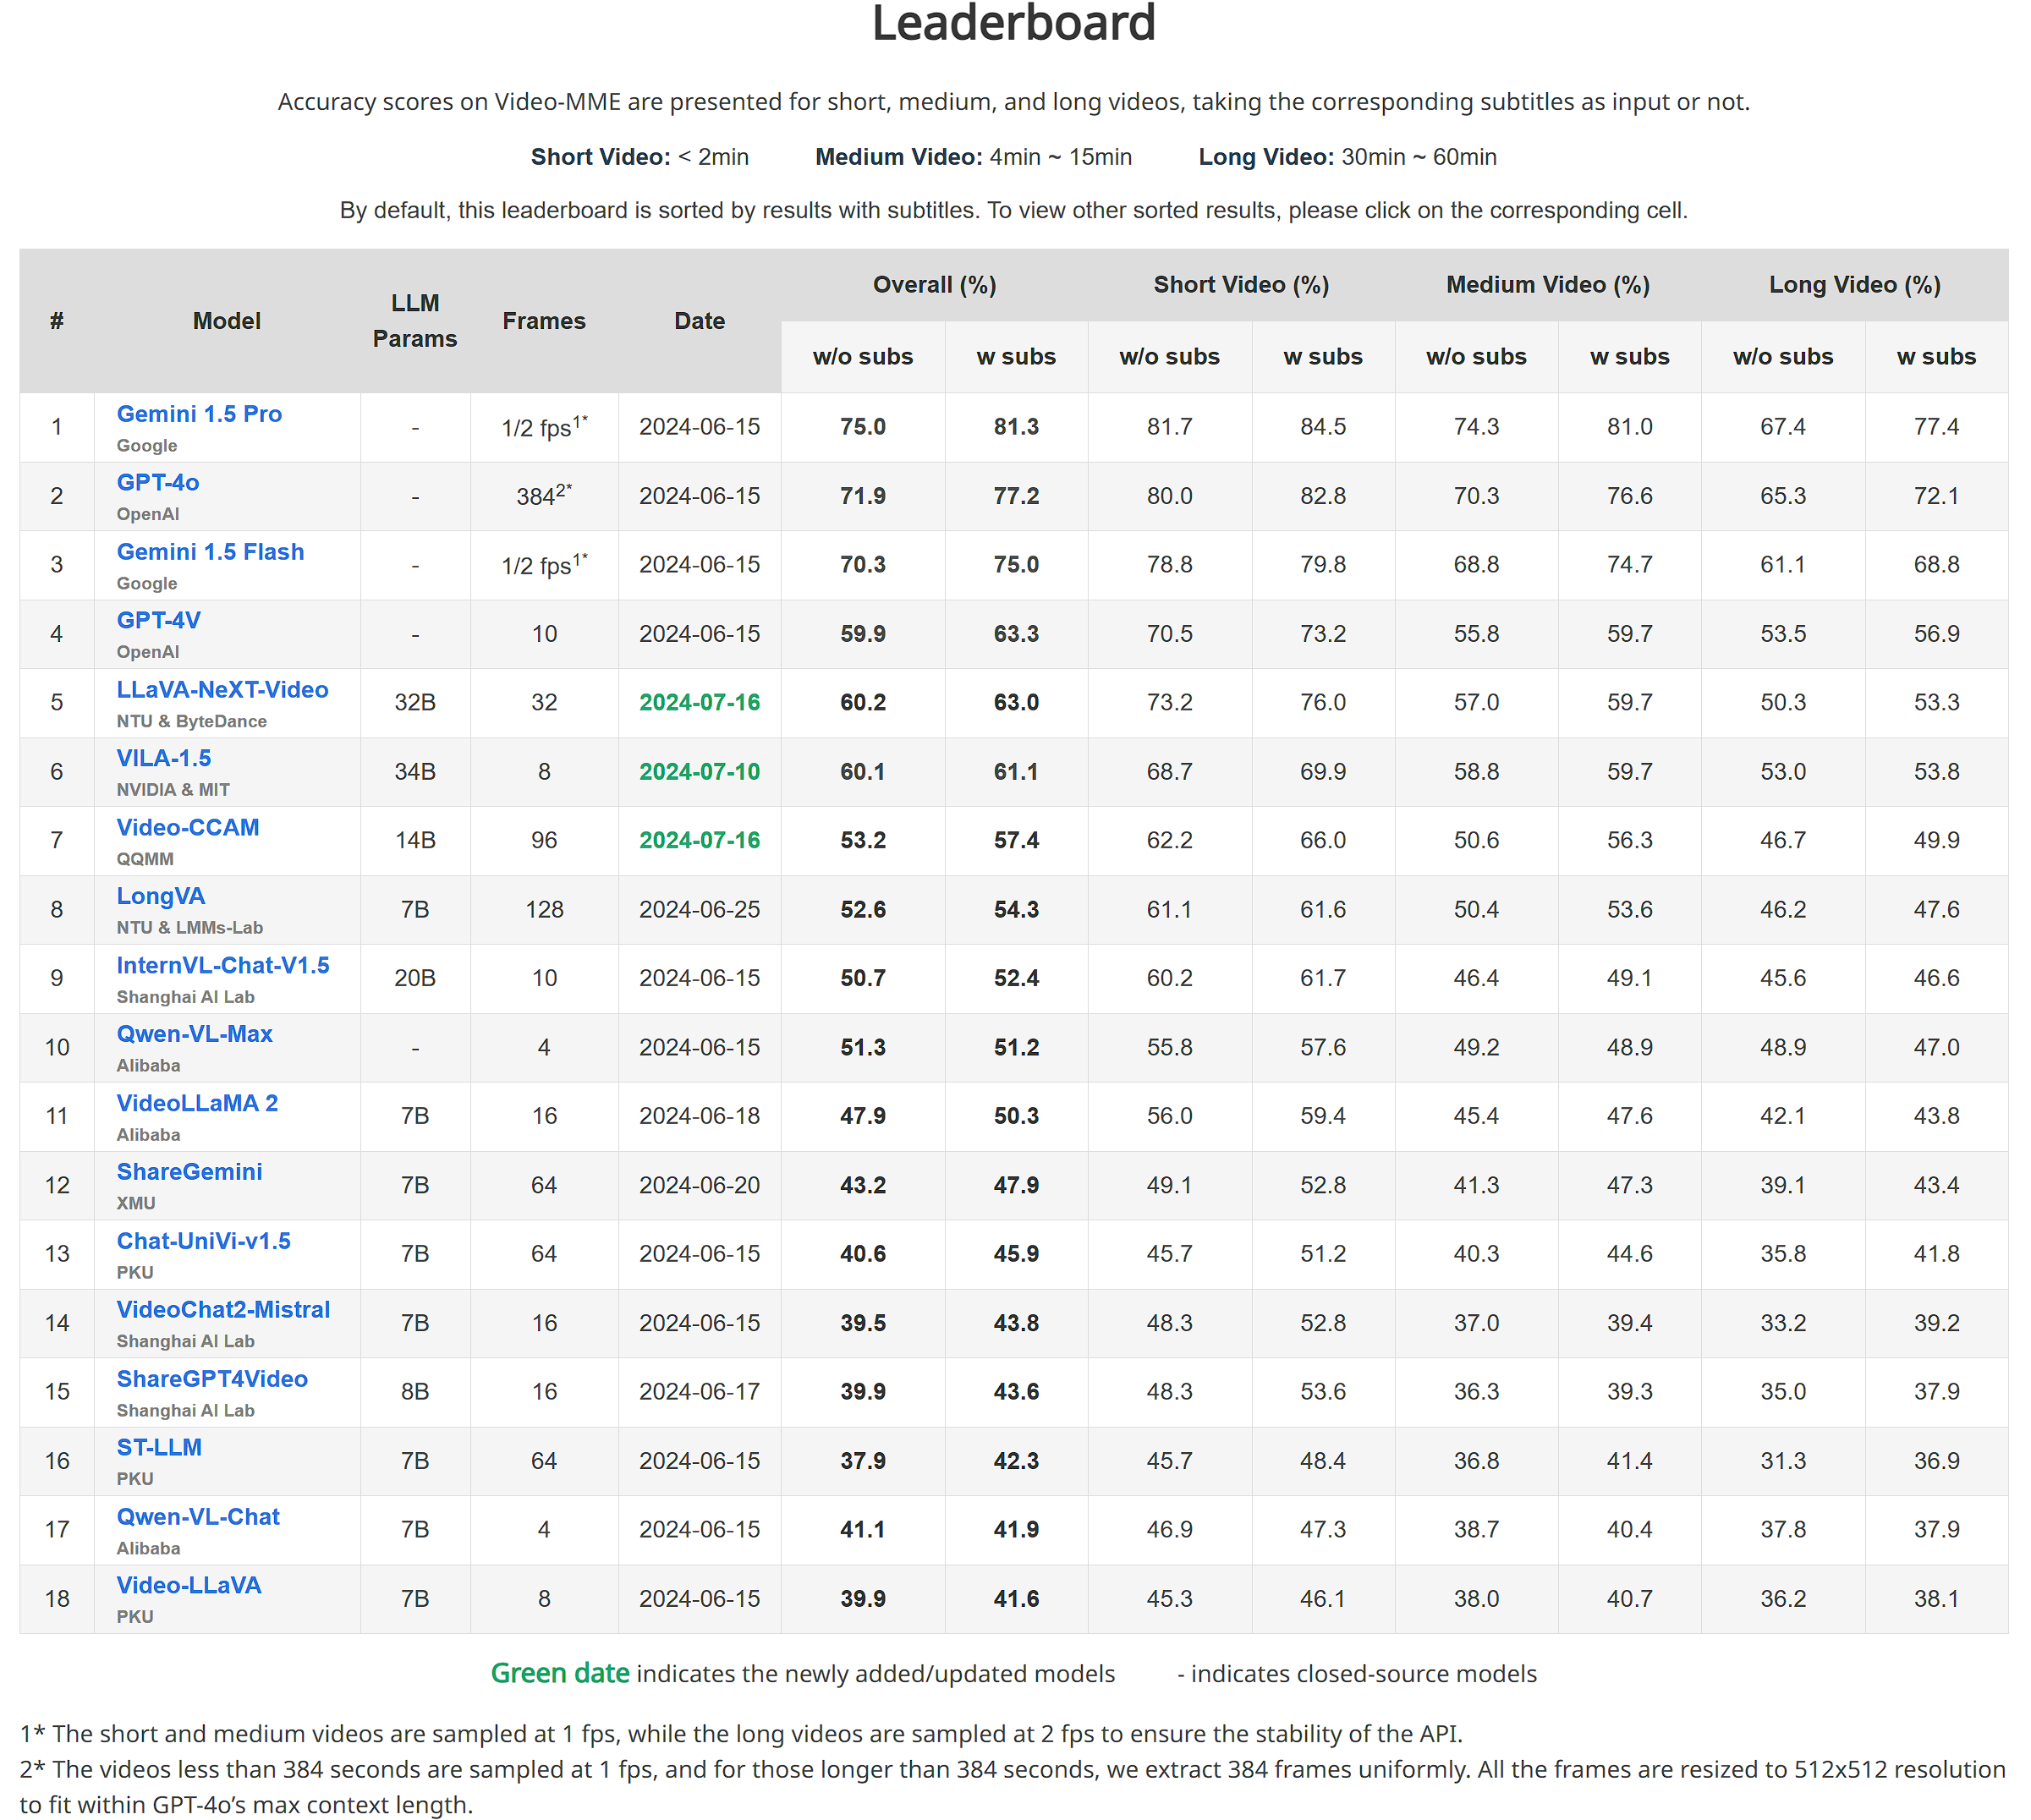 Leaderboard
Accuracy scores on Video-MME are presented for short, medium, and long videos, taking the corresponding subtitles as input or not.
Short Video: < 2min Medium Video: 4min ~ 15min Long Video: 30min ~ 60min
By default, this leaderboard is sorted by results with subtitles. To view other sorted results, please click on the corresponding cell.
# Model LLM Params Frames Date Overall (%) Short Video (%) Medium Video (%) Long Video (%)
w/o subs w subs w/o subs w subs w/o subs w subs w/o subs w subs
1 Gemini 1.5 Pro - 1/2 fps1* 2024-06-15 75.0 81.3 81.7 84.5 74.3 81.0 67.4 77.4
Google
2 GPT-4o - 3842* 2024-06-15 71.9 77.2 80.0 82.8 70.3 76.6 65.3 72.1
OpenAI
3 Gemini 1.5 Flash - 1/2 fps1* 2024-06-15 70.3 75.0 78.8 79.8 68.8 74.7 61.1 68.8
Google
4 GPT-4V - 10 2024-06-15 59.9 63.3 70.5 73.2 55.8 59.7 53.5 56.9
OpenAI
5 LLaVA-NeXT-Video 32B 32 2024-07-16 60.2 63.0 73.2 76.0 57.0 59.7 50.3 53.3
NTU & ByteDance
6 VILA-1.5 34B 8 2024-07-10 60.1 61.1 68.7 69.9 58.8 59.7 53.0 53.8
NVIDIA & MIT
7 Video-CCAM 14B 96 2024-07-16 53.2 57.4 62.2 66.0 50.6 56.3 46.7 49.9
QQMM
8 LongVA 7B 128 2024-06-25 52.6 54.3 61.1 61.6 50.4 53.6 46.2 47.6
NTU & LMMs-Lab
9 InternVL-Chat-V1.5 20B 10 2024-06-15 50.7 52.4 60.2 61.7 46.4 49.1 45.6 46.6
Shanghai AI Lab
10 Qwen-VL-Max - 4 2024-06-15 51.3 51.2 55.8 57.6 49.2 48.9 48.9 47.0
Alibaba
11 VideoLLaMA 2 7B 16 2024-06-18 47.9 50.3 56.0 59.4 45.4 47.6 42.1 43.8
Alibaba
12 ShareGemini 7B 64 2024-06-20 43.2 47.9 49.1 52.8 41.3 47.3 39.1 43.4
XMU
13 Chat-UniVi-v1.5 7B 64 2024-06-15 40.6 45.9 45.7 51.2 40.3 44.6 35.8 41.8
PKU
14 VideoChat2-Mistral 7B 16 2024-06-15 39.5 43.8 48.3 52.8 37.0 39.4 33.2 39.2
Shanghai AI Lab
15 ShareGPT4Video 8B 16 2024-06-17 39.9 43.6 48.3 53.6 36.3 39.3 35.0 37.9
Shanghai AI Lab
16 ST-LLM 7B 64 2024-06-15 37.9 42.3 45.7 48.4 36.8 41.4 31.3 36.9
PKU
17 Qwen-VL-Chat 7B 4 2024-06-15 41.1 41.9 46.9 47.3 38.7 40.4 37.8 37.9
Alibaba
18 Video-LLaVA 7B 8 2024-06-15 39.9 41.6 45.3 46.1 38.0 40.7 36.2 38.1
PKU
Green date indicates the newly added/updated models - indicates closed-source models
1* The short and medium videos are sampled at 1 fps, while the long videos are sampled at 2 fps to ensure the stability of the API.
2* The videos less than 384 seconds are sampled at 1 fps, and for those longer than 384 seconds, we extract 384 frames uniformly. All the frames are resized to 512x512 resolution
to fit within GPT-4o’s max context length.